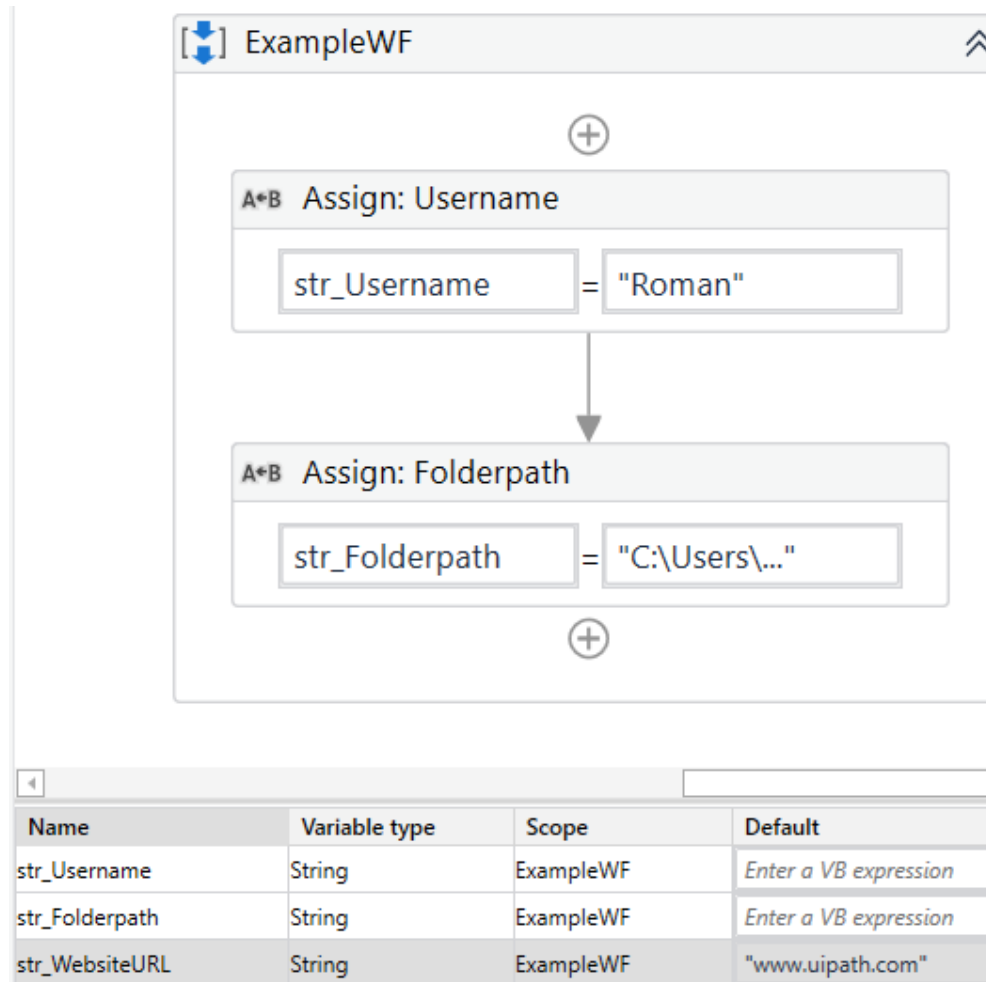 ExampleWF
A←B Assign: Username
str_Username = "Roman"
A←B Assign: Folderpath
str_Folderpath = "C:\Users\..."
Name Variable type Scope Default
str_Username String ExampleWF Enter a VB expression
str_Folderpath String ExampleWF Enter a VB expression
str_WebsiteURL String ExampleWF "www.uipath.com"